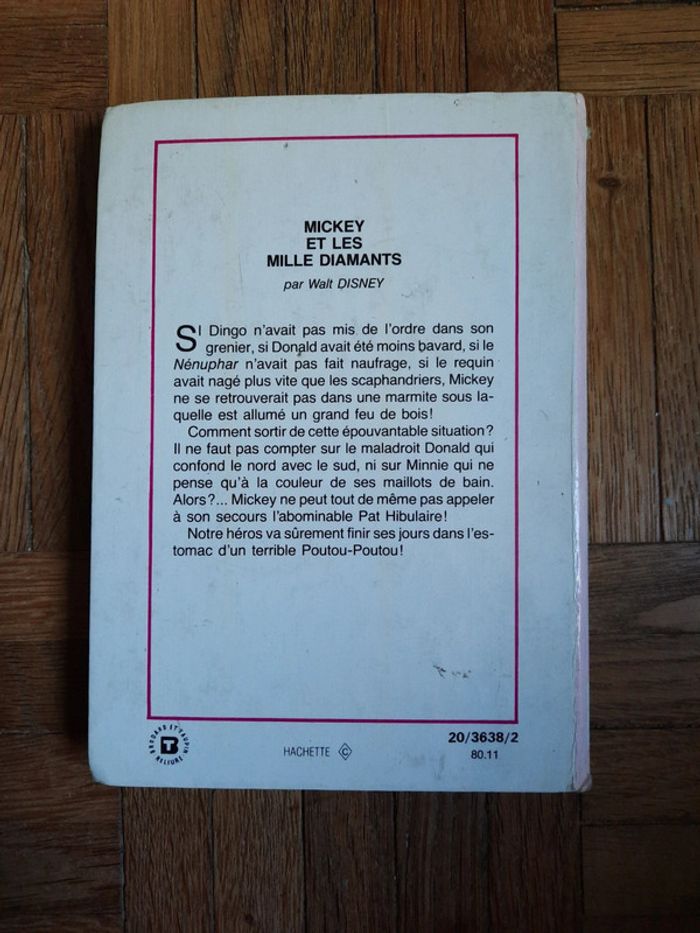 MICKEY
ET LES
MILLE DIAMANTS
par Walt DISNEY
SI Dingo n'avait pas mis de l'ordre dans son
grenier, si Donald avait été moins bavard, si le
Nénuphar n'avait pas fait naufrage, si le requin
avait nagé plus vite que les scaphandriers, Mickey
ne se retrouverait pas dans une marmite sous la-
quelle est allumé un grand feu de bois!
Comment sortir de cette épouvantable situation?
Il ne faut pas compter sur le maladroit Donald qui
confond le nord avec le sud, ni sur Minnie qui ne
pense qu'à la couleur de ses maillots de bain.
Alors?... Mickey ne peut tout de même pas appeler
à son secours l'abominable Pat Hibulaire!
Notre héros va sûrement finir ses jours dans l'es-
tomac d'un terrible Poutou-Poutou!
BRODARD ET TAUPIN
RELIURE
HACHETTE C
20/3638/2
80.11